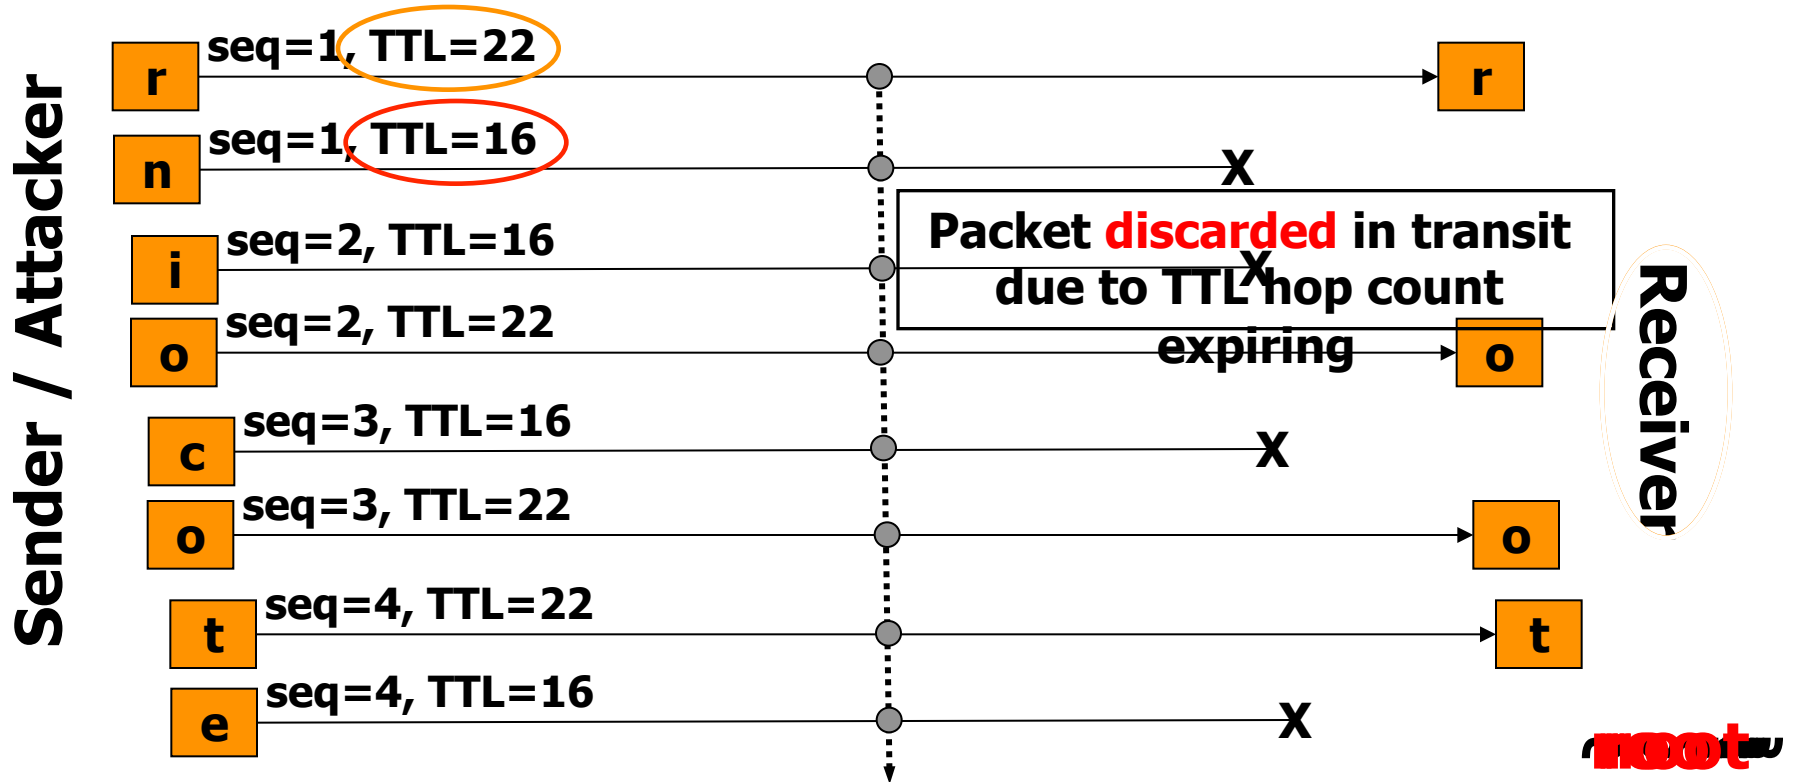 Sender / Attacker
r seq=1, TTL=22 r
n seq=1, TTL=16 X
i seq=2, TTL=16 X
Packet discarded in transit
due to TTL hop count
expiring
o seq=2, TTL=22 o
c seq=3, TTL=16 X
o seq=3, TTL=22 o
t seq=4, TTL=22 t
e seq=4, TTL=16 X
Receiver
root